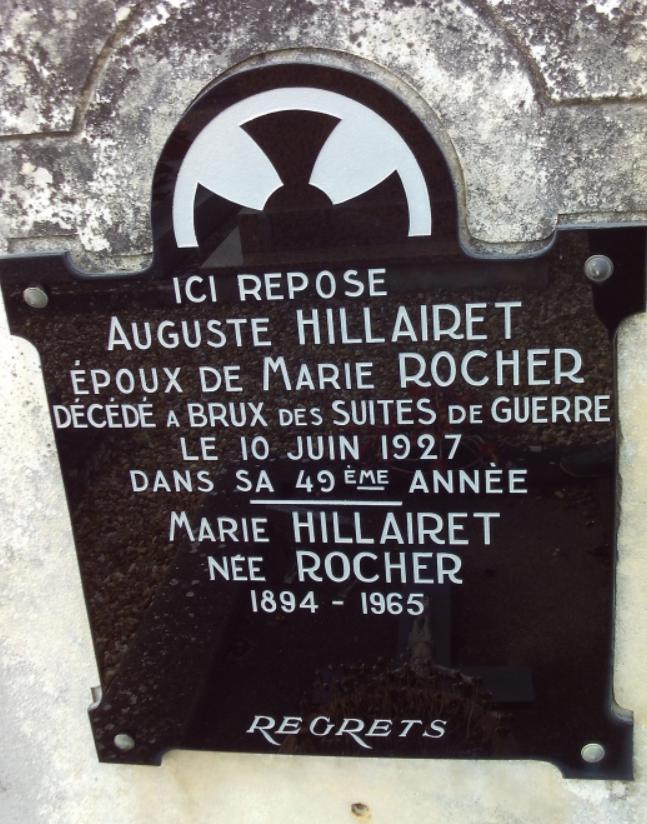 ICI REPOSE
AUGUSTE HILLAIRET
ÉPOUX DE MARIE ROCHER
DÉCÉDÉ A BRUX DES SUITES DE GUERRE
LE 10 JUIN 1927
DANS SA 49ÈME ANNÈE
MARIE HILLAIRET
NÉE ROCHER
1894 - 1965
REGRETS